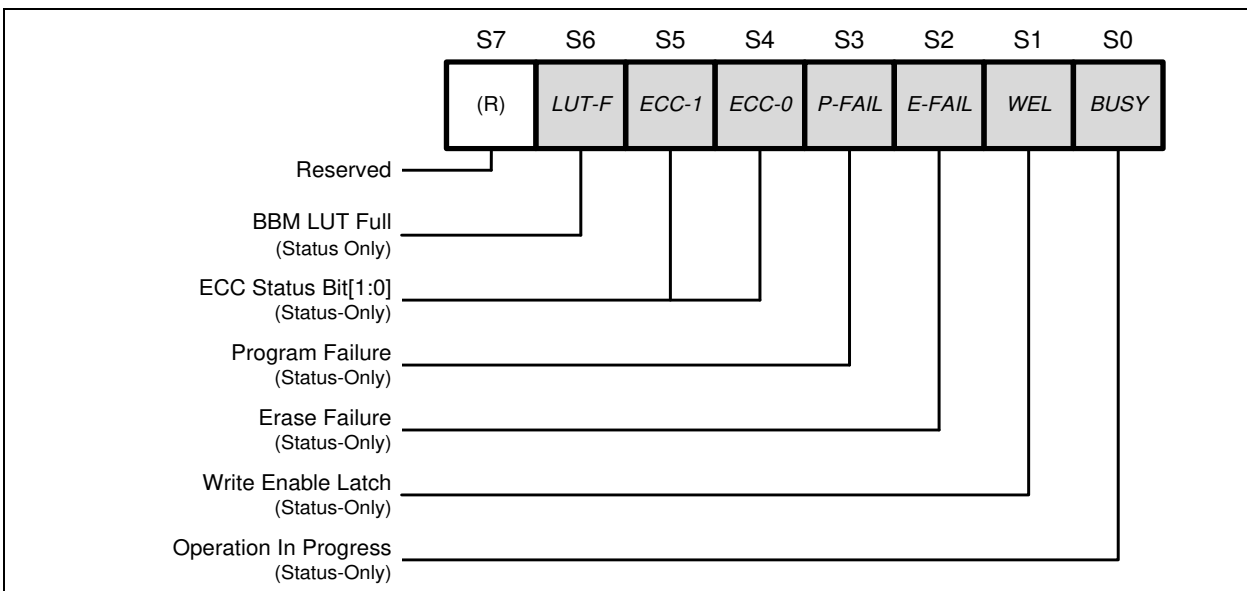 S7 S6 S5 S4 S3 S2 S1 S0
(R) LUT-F ECC-1 ECC-0 P-FAIL E-FAIL WEL BUSY
Reserved
BBM LUT Full
(Status Only)
ECC Status Bit[1:0]
(Status-Only)
Program Failure
(Status-Only)
Erase Failure
(Status-Only)
Write Enable Latch
(Status-Only)
Operation In Progress
(Status-Only)